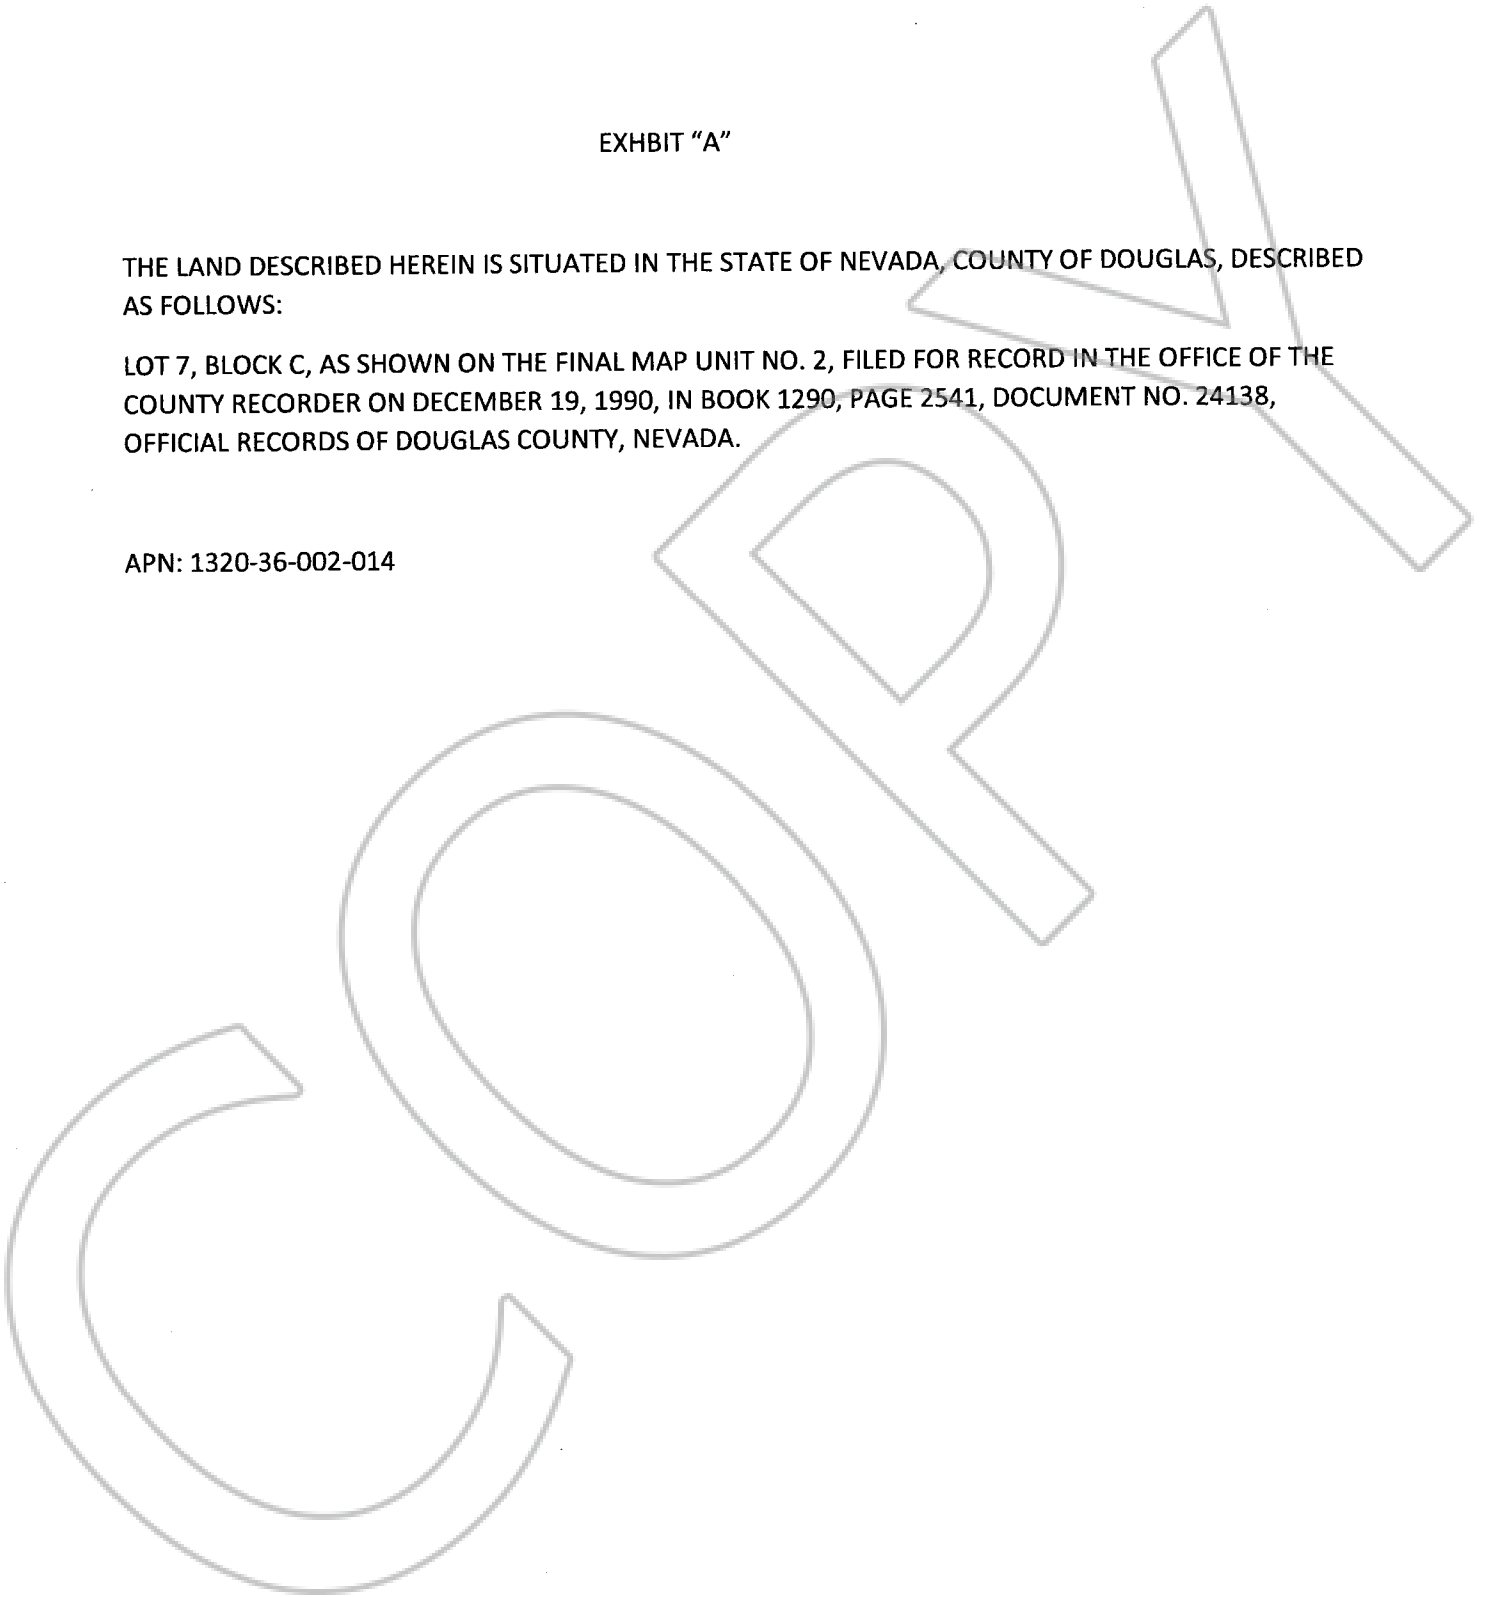 EXHBIT “A”
THE LAND DESCRIBED HEREIN IS SITUATED IN THE STATE OF NEVADA, COUNTY OF DOUGLAS, DESCRIBED
AS FOLLOWS:
LOT 7, BLOCK C, AS SHOWN ON THE FINAL MAP UNIT NO. 2, FILED FOR RECORD IN THE OFFICE OF THE
COUNTY RECORDER ON DECEMBER 19, 1990, IN BOOK 1290, PAGE 2541, DOCUMENT NO. 24138,
OFFICIAL RECORDS OF DOUGLAS COUNTY, NEVADA.
APN: 1320-36-002-014
COPY